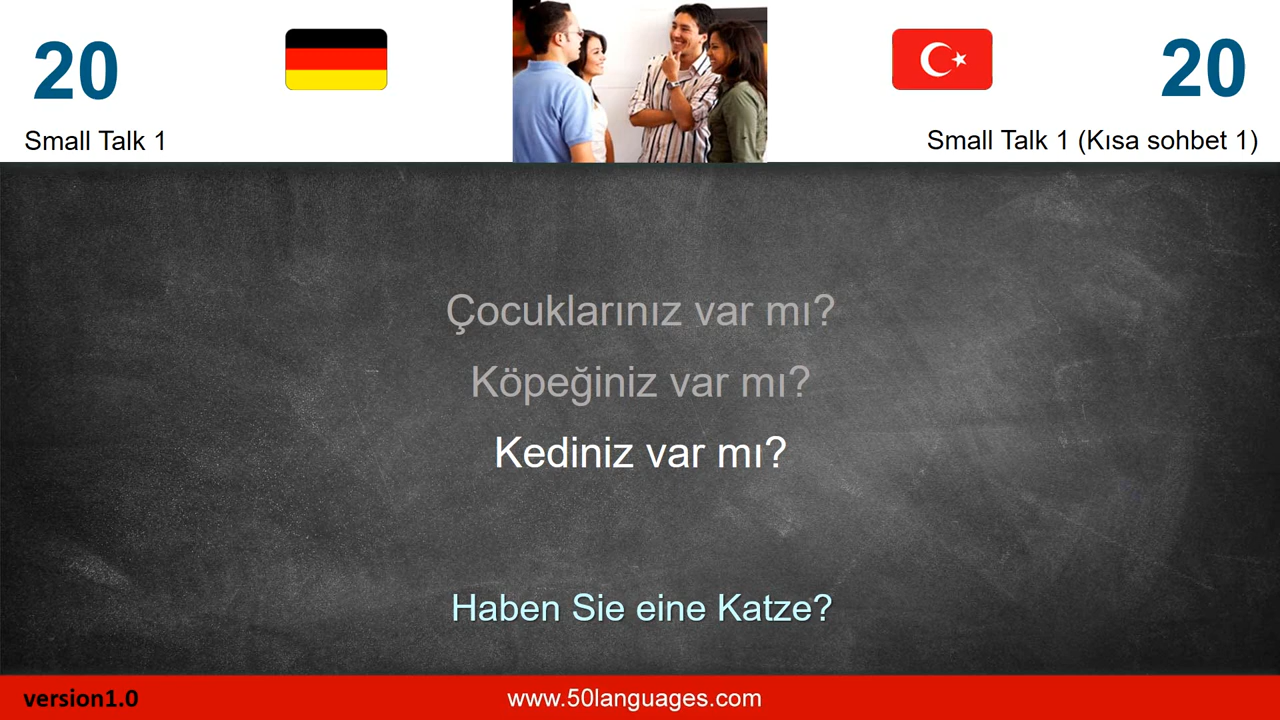 20
20
Small Talk 1
Small Talk 1 (Kısa sohbet 1)
Çocuklarınız var mı?
Köpeğiniz var mı?
Kediniz var mı?
Haben Sie eine Katze?
version1.0
www.50languages.com